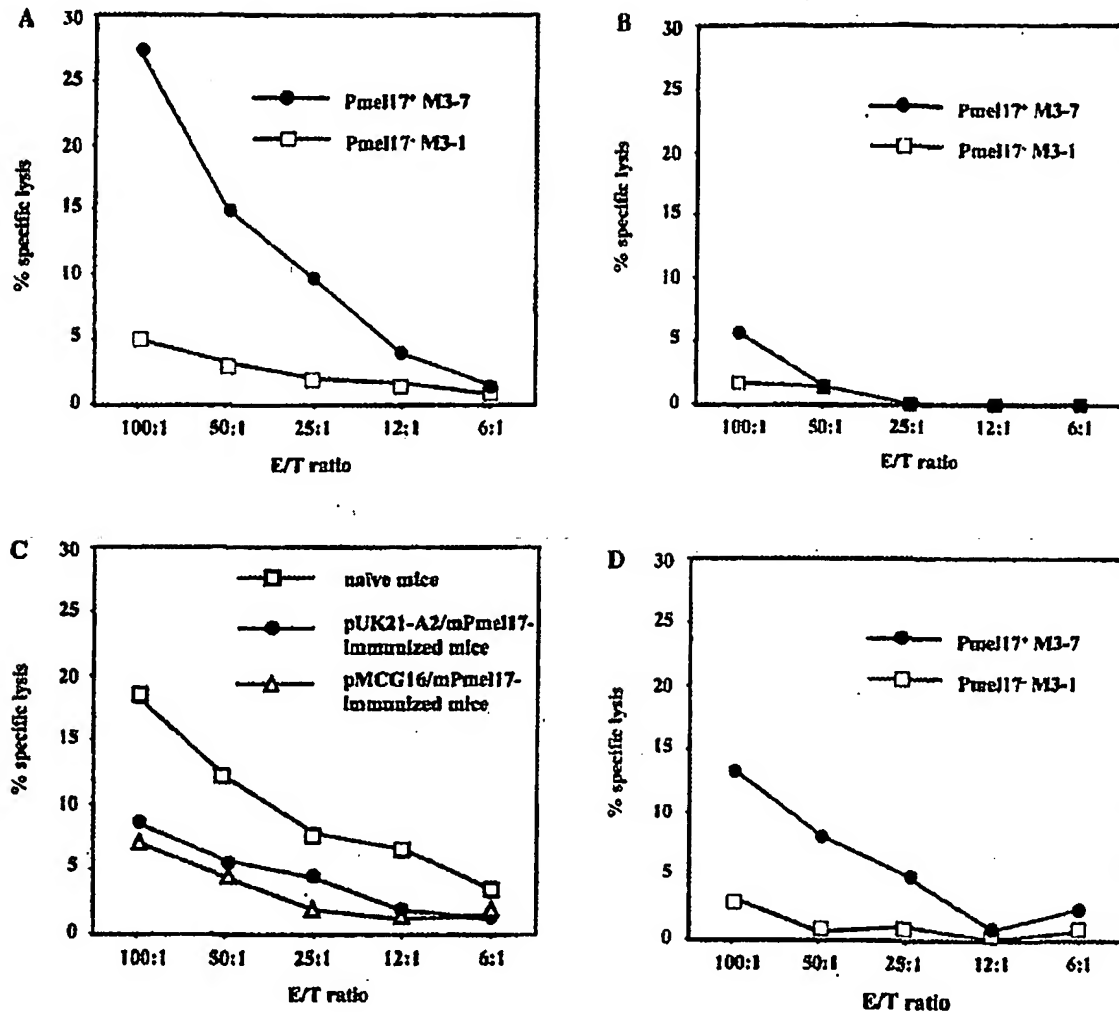 A
30
25
20
15
10
5
0
% specific lysis
Pmel17⁺ M3-7
Pmel17⁻ M3-1
100:1 50:1 25:1 12:1 6:1
E/T ratio
B
30
25
20
15
10
5
0
% specific lysis
Pmel17⁺ M3-7
Pmel17⁻ M3-1
100:1 50:1 25:1 12:1 6:1
E/T ratio
C
30
25
20
15
10
5
0
% specific lysis
naïve mice
pUK21-A2/mPmel17-
immunized mice
pMCG16/mPmel17-
immunized mice
100:1 50:1 25:1 12:1 6:1
E/T ratio
D
30
25
20
15
10
5
0
% specific lysis
Pmel17⁺ M3-7
Pmel17⁻ M3-1
100:1 50:1 25:1 12:1 6:1
E/T ratio